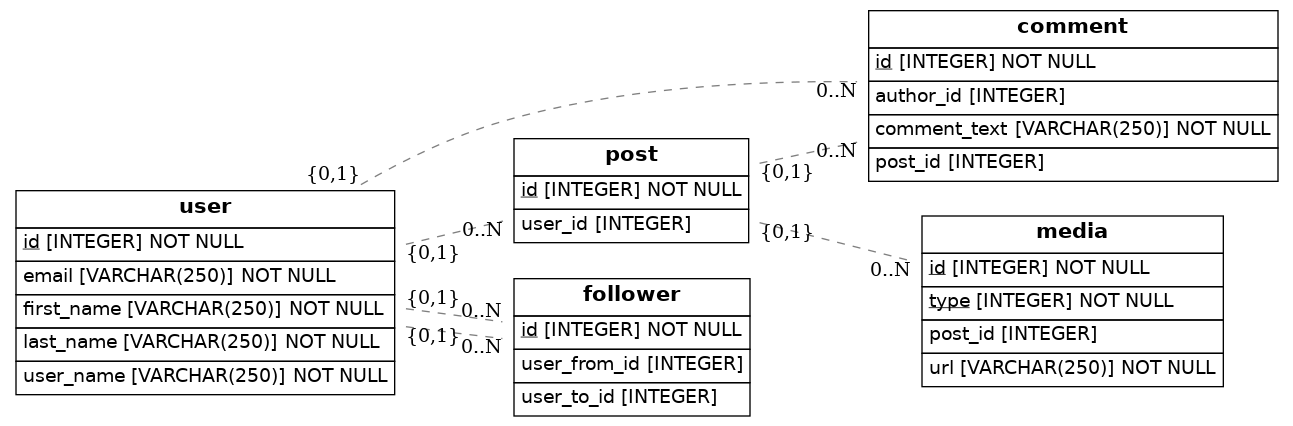 comment
id [INTEGER] NOT NULL
author_id [INTEGER]
comment_text [VARCHAR(250)] NOT NULL
post_id [INTEGER]
0..N
0..N
post
id [INTEGER] NOT NULL
user_id [INTEGER]
{0,1}
{0,1}
0..N
{0,1}
user
id [INTEGER] NOT NULL
email [VARCHAR(250)] NOT NULL
first_name [VARCHAR(250)] NOT NULL
last_name [VARCHAR(250)] NOT NULL
user_name [VARCHAR(250)] NOT NULL
{0,1}
{0,1}
{0,1}
0..N
0..N
follower
id [INTEGER] NOT NULL
user_from_id [INTEGER]
user_to_id [INTEGER]
media
id [INTEGER] NOT NULL
type [INTEGER] NOT NULL
post_id [INTEGER]
url [VARCHAR(250)] NOT NULL
0..N